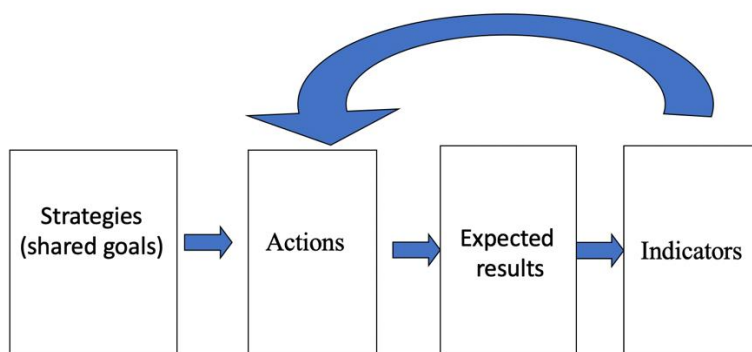 Strategies
(shared goals)
Actions
Expected
results
Indicators